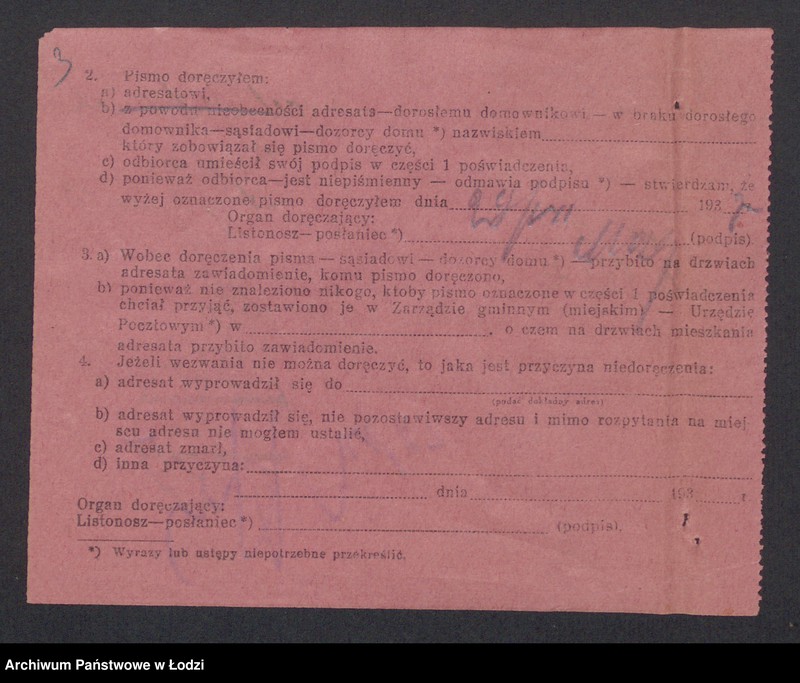 3
2. Pismo doręczyłem:
a) adresatowi,
b) z powodu nieobecności adresata—dorosłemu domownikowi — w braku dorosłego
domownika—sąsiadowi—dozorcy domu *) nazwiskiem
który zobowiązał się pismo doręczyć,
c) odbiorca umieścił swój podpis w części 1 poświadczenia,
d) ponieważ odbiorca—jest niepiśmienny — odmawia podpisu *) — stwierdzam, że
wyżej oznaczone pismo doręczyłem dnia 193
Organ doręczający:
Listonosz—posłaniec *) (podpis).
3. a) Wobec doręczenia pisma — sąsiadowi — dozorcy domu *) — przybito na drzwiach
adresata zawiadomienie, komu pismo doręczono,
b) ponieważ nie znaleziono nikogo, ktoby pismo oznaczone w części 1 poświadczenia
chciał przyjąć, zostawiono je w Zarządzie gminnym (miejskim) — Urzędzie
Pocztowym *) w , o czem na drzwiach mieszkania
adresata przybito zawiadomienie.
4. Jeżeli wezwania nie można doręczyć, to jaka jest przyczyna niedoręczenia:
a) adresat wyprowadził się do
(podać dokładny adres)
b) adresat wyprowadził się, nie pozostawiwszy adresu i mimo rozpytania na miej
scu adresu nie mogłem ustalić,
c) adresat zmarł,
d) inna przyczyna:
dnia 193 r
Organ doręczający:
Listonosz—posłaniec *) (podpis).
*) Wyrazy lub ustępy niepotrzebne przekreślić.
Archiwum Państwowe w Łodzi